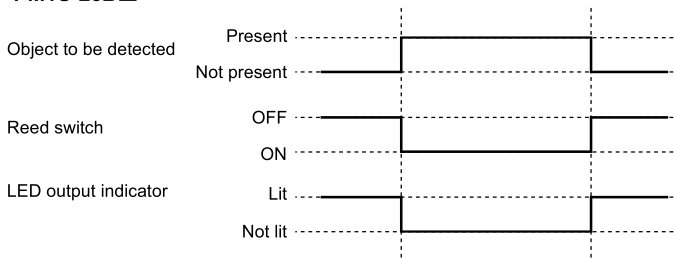 Object to be detected
Present
Not present
Reed switch
OFF
ON
LED output indicator
Lit
Not lit